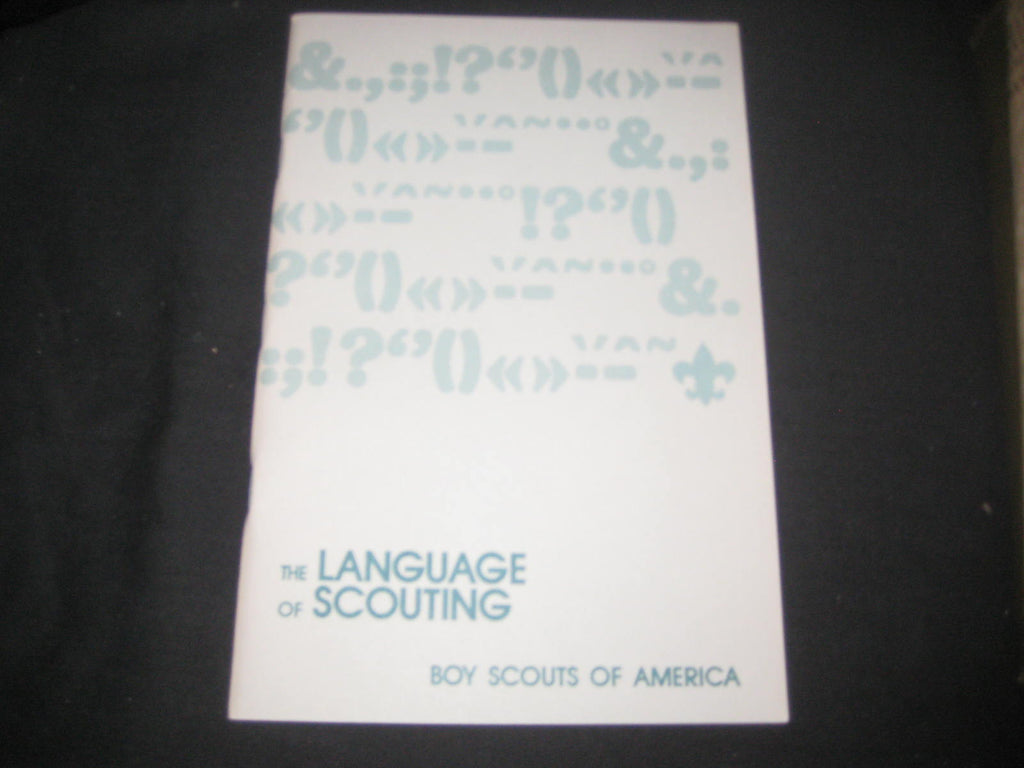 &.,:;!?“”()«»--
“”()«»--&.,:
«»--!?“”()
?“”()«»--&.
:;!?“”()«»--
THE LANGUAGE
OF SCOUTING
BOY SCOUTS OF AMERICA